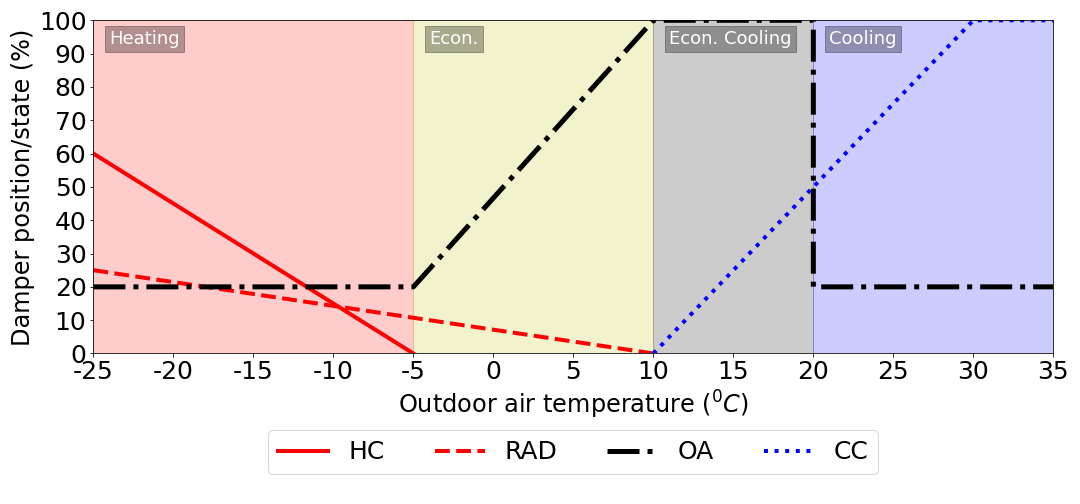 Damper position/state (%)
100
90
80
70
60
50
40
30
20
10
0
Heating
Econ.
Econ. Cooling
Cooling
-25 -20 -15 -10 -5 0 5 10 15 20 25 30 35
Outdoor air temperature (⁰C)
HC RAD OA CC